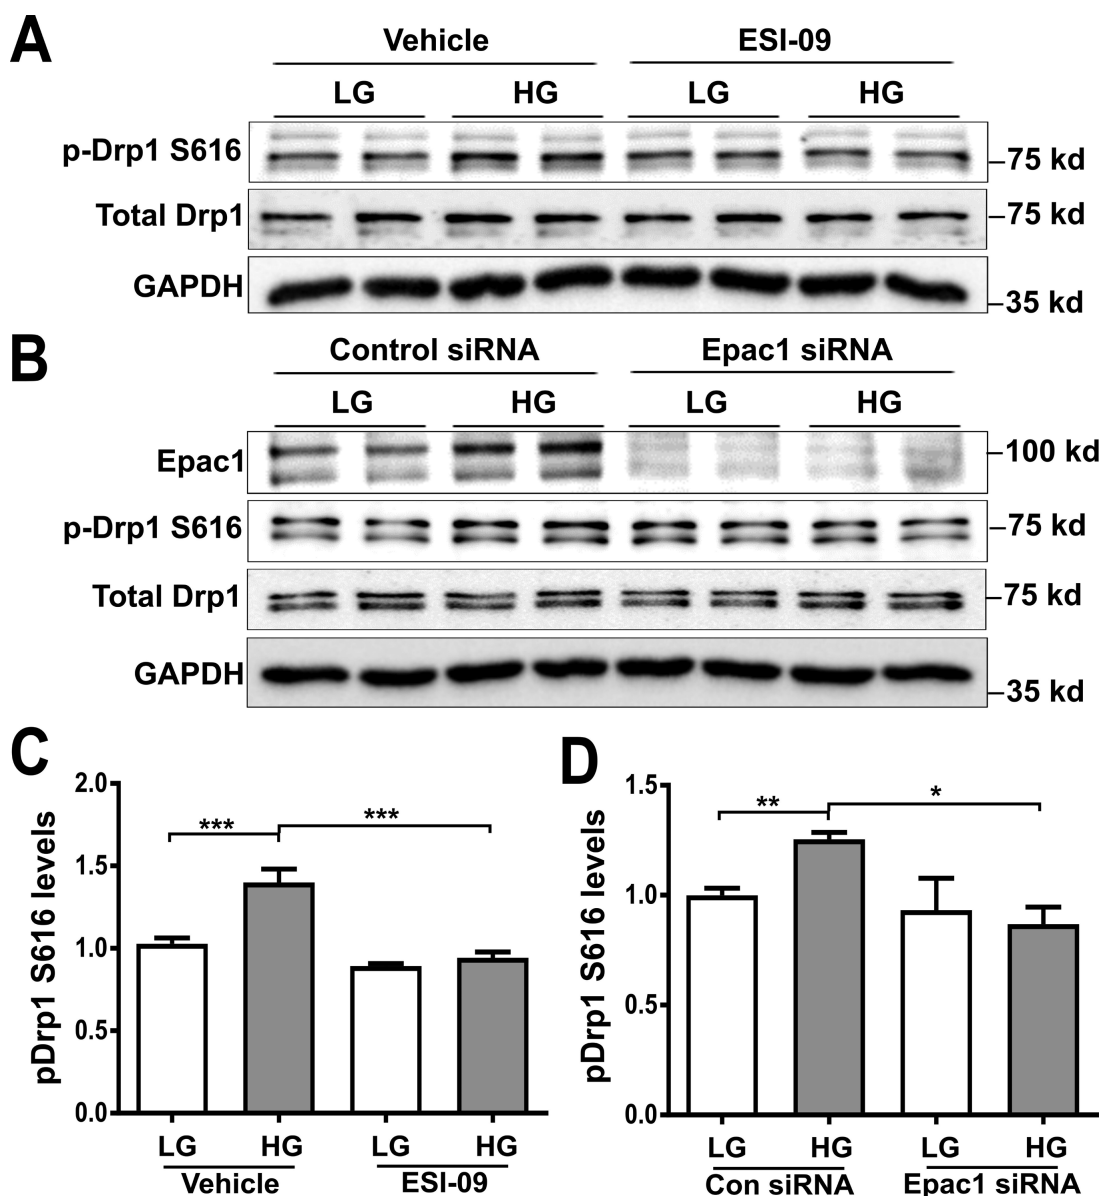 A
Vehicle ESI-09
LG HG LG HG
p-Drp1 S616 75 kd
Total Drp1 75 kd
GAPDH 35 kd
B
Control siRNA Epac1 siRNA
LG HG LG HG
Epac1 100 kd
p-Drp1 S616 75 kd
Total Drp1 75 kd
GAPDH 35 kd
C
pDrp1 S616 levels
2.0
1.5
1.0
0.5
0.0
*** ***
LG HG LG HG
Vehicle ESI-09
D
pDrp1 S616 levels
1.5
1.0
0.5
0.0
** *
LG HG LG HG
Con siRNA Epac1 siRNA